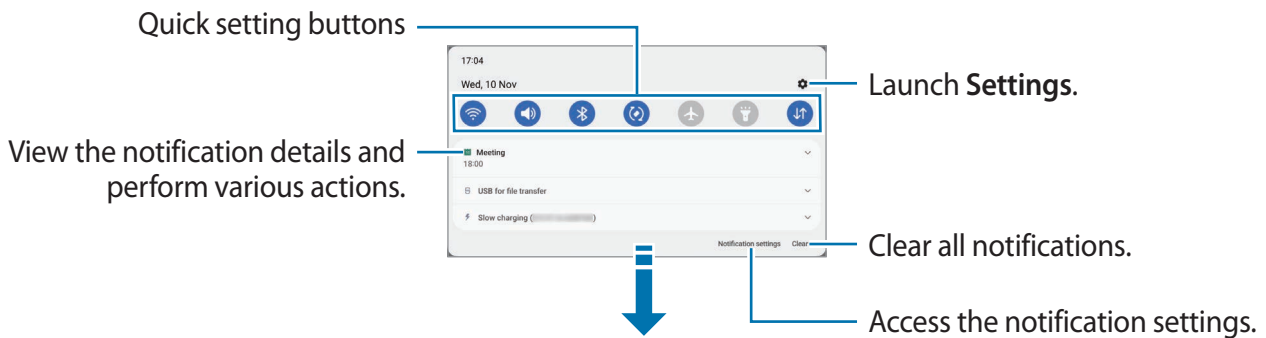 Quick setting buttons
17:04
Wed, 10 Nov
Launch Settings.
View the notification details and
perform various actions.
Meeting
18:00
USB for file transfer
Slow charging ( )
Notification settings Clear
Clear all notifications.
Access the notification settings.